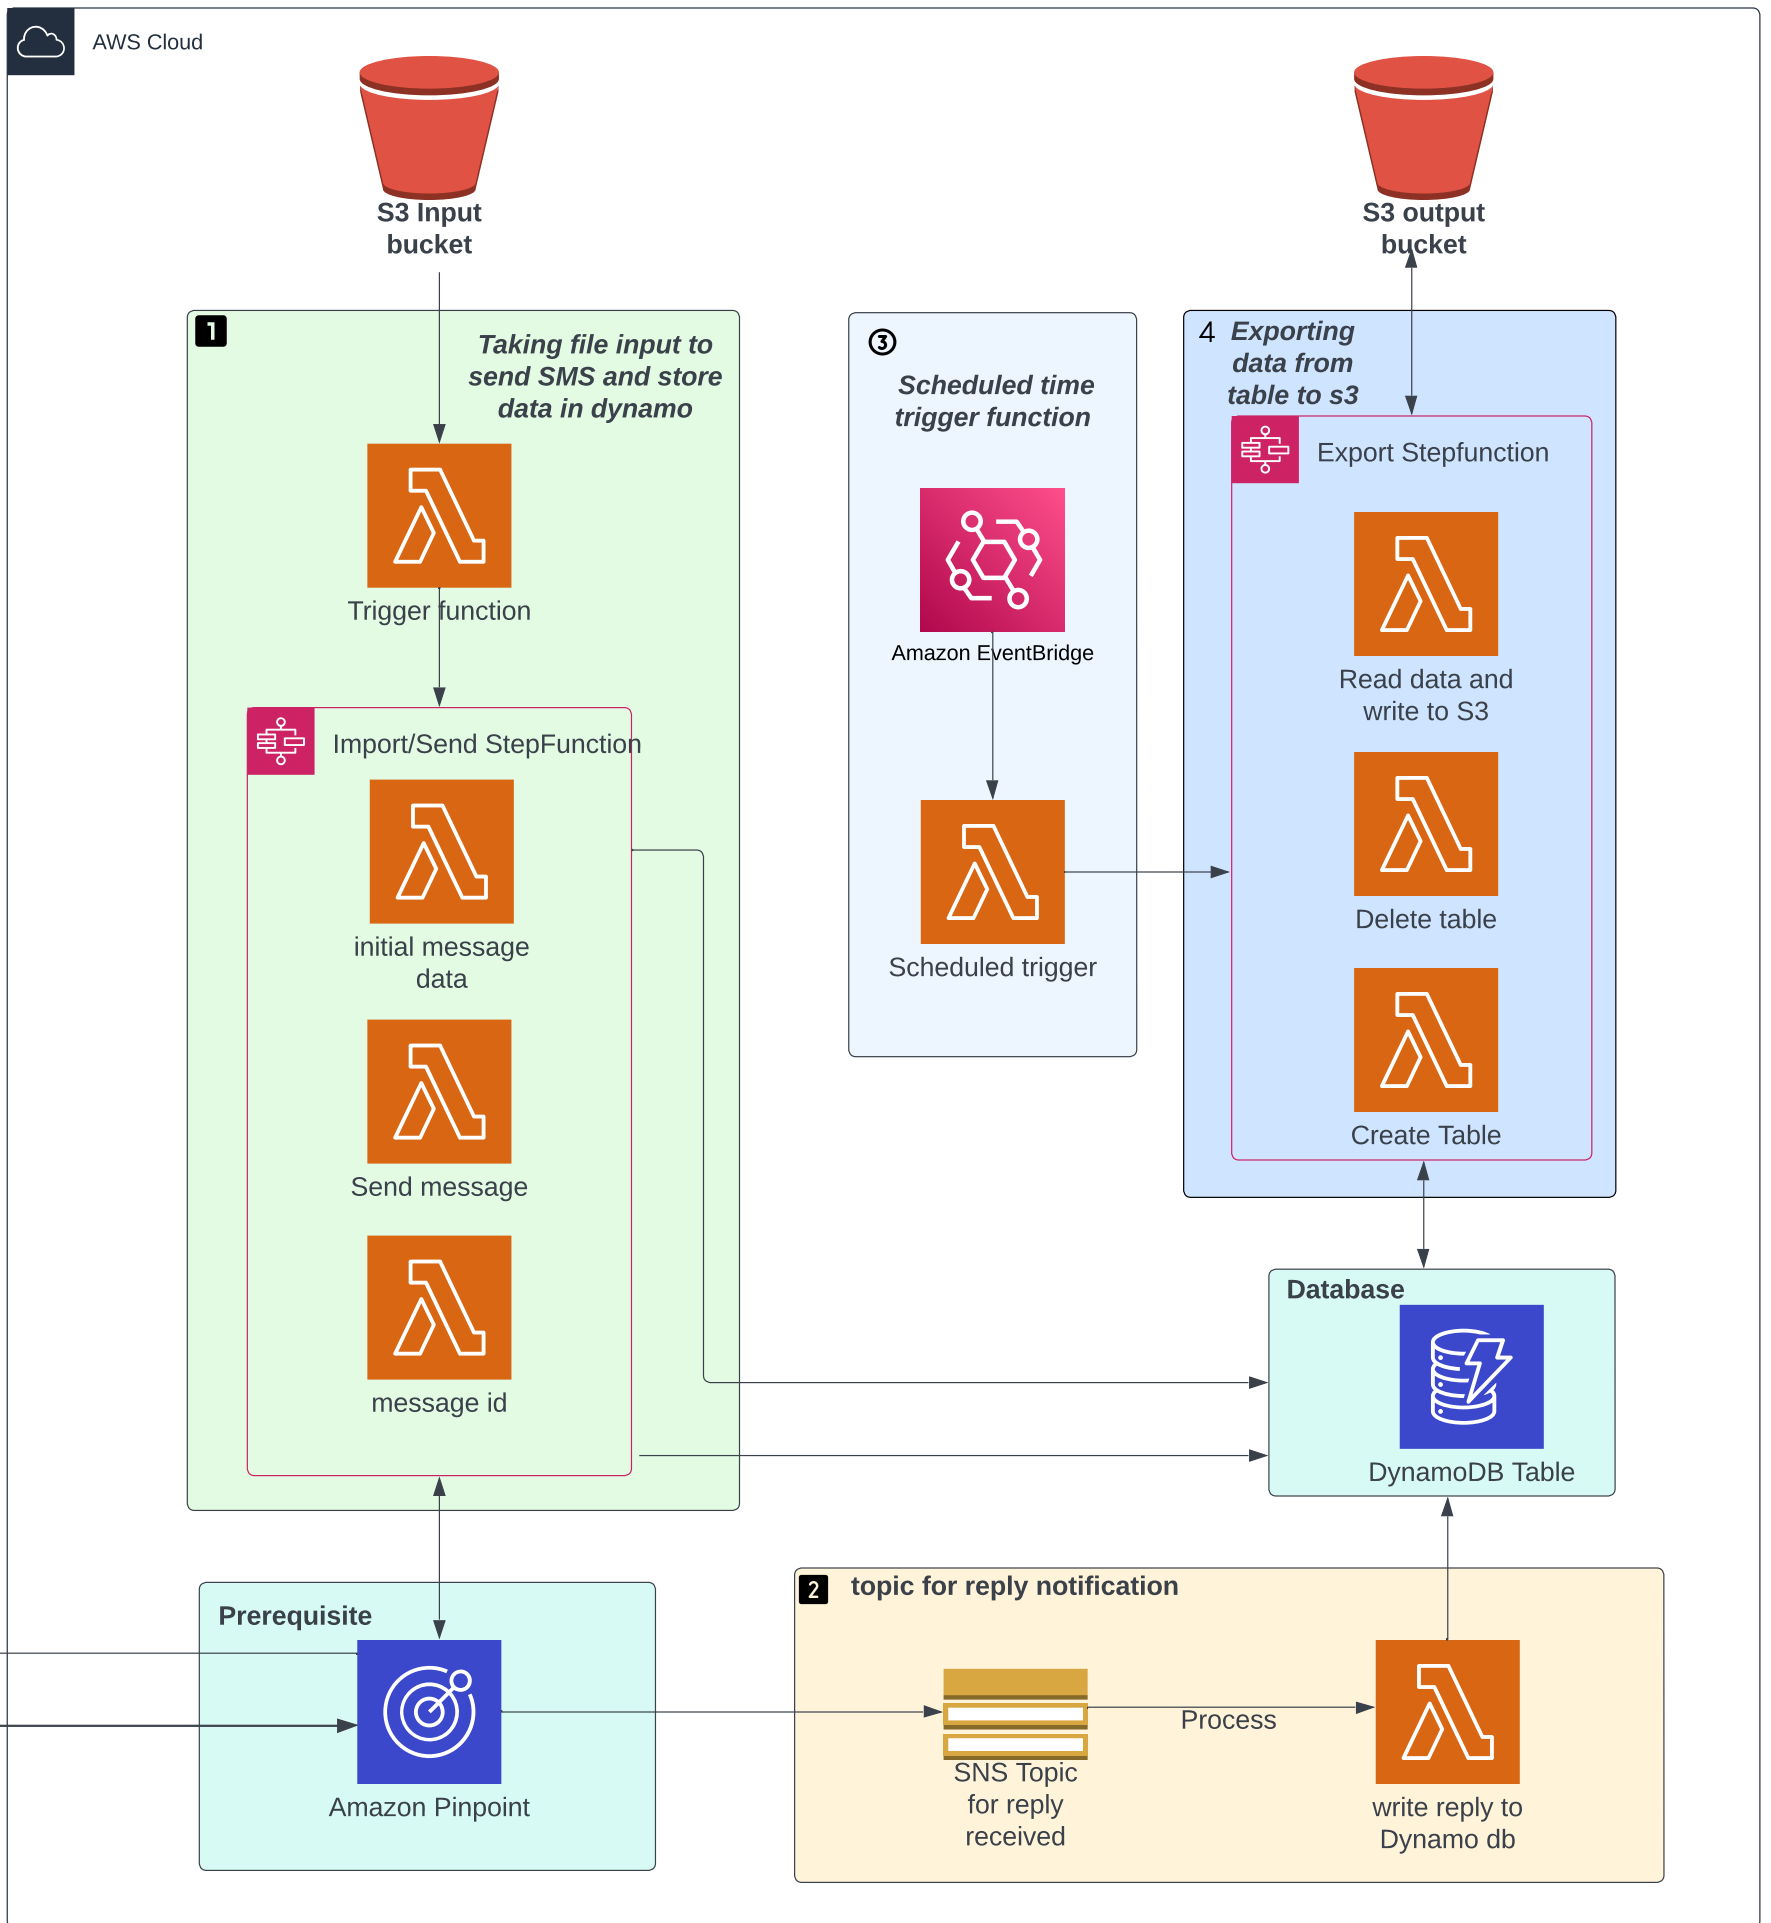 AWS Cloud
S3 Input
bucket
S3 output
bucket
1
Taking file input to
send SMS and store
data in dynamo
Trigger function
Import/Send StepFunction
initial message
data
Send message
message id
3
Scheduled time
trigger function
Amazon EventBridge
Scheduled trigger
4
Exporting
data from
table to s3
Export Stepfunction
Read data and
write to S3
Delete table
Create Table
Database
DynamoDB Table
Prerequisite
Amazon Pinpoint
2
topic for reply notification
SNS Topic
for reply
received
Process
write reply to
Dynamo db